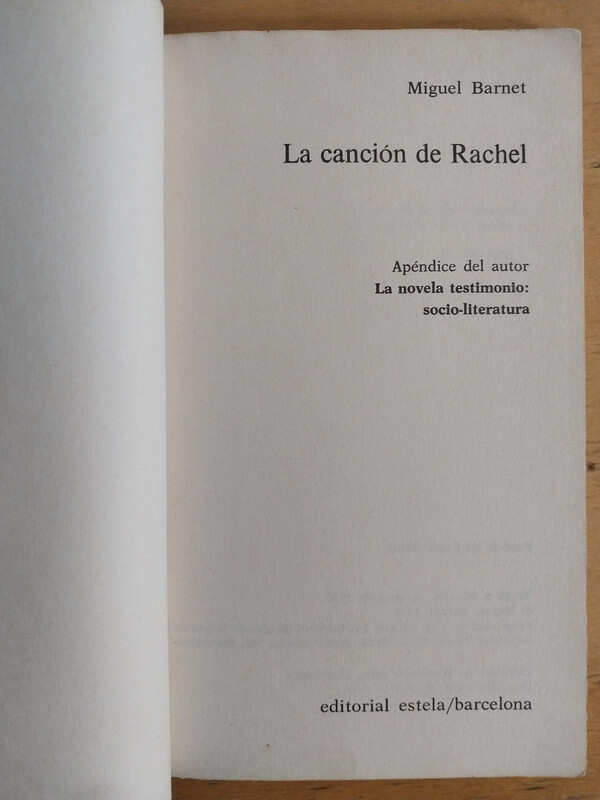 Miguel Barnet
La canción de Rachel
Apéndice del autor
La novela testimonio:
socio-literatura
editorial estela/barcelona